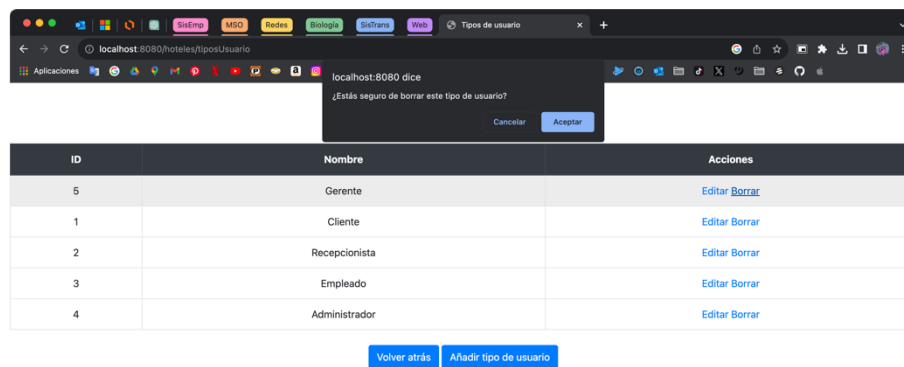 SisEmp MSO Redes Biología SisTrans Web Tipos de usuario
localhost:8080/hoteles/tiposUsuario
Aplicaciones
localhost:8080 dice
¿Estás seguro de borrar este tipo de usuario?
Cancelar Aceptar
ID Nombre Acciones
5 Gerente Editar Borrar
1 Cliente Editar Borrar
2 Recepcionista Editar Borrar
3 Empleado Editar Borrar
4 Administrador Editar Borrar
Volver atrás Añadir tipo de usuario